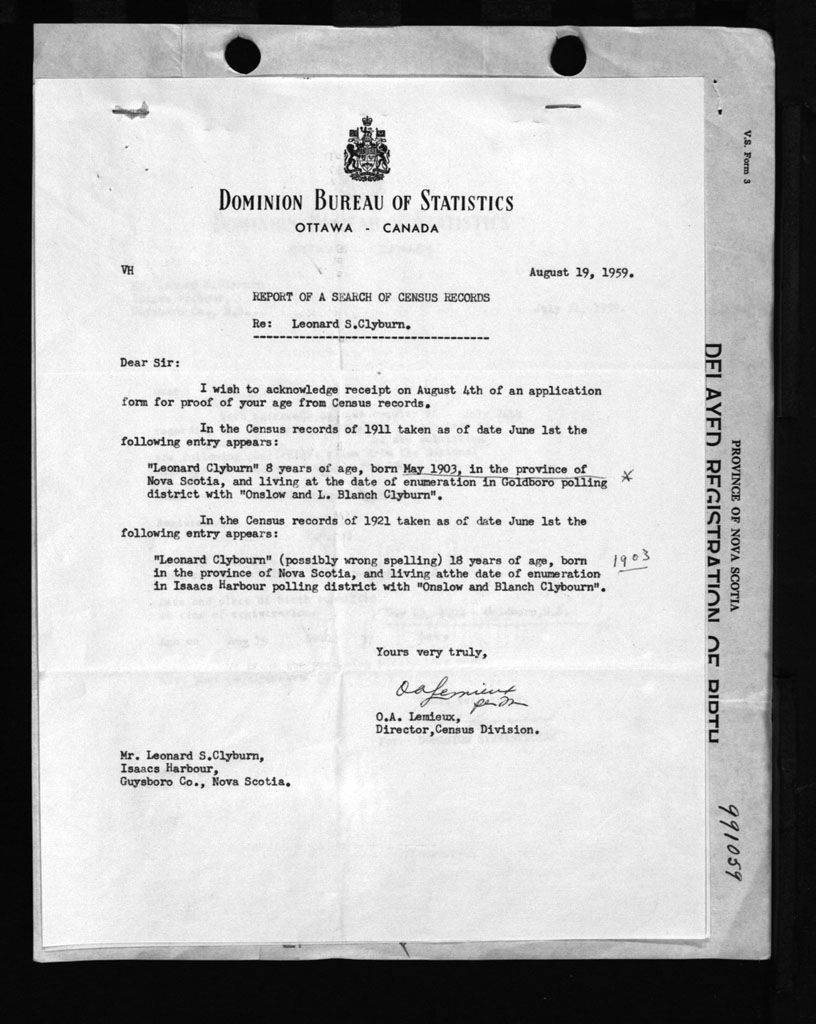 DOMINION BUREAU OF STATISTICS
OTTAWA - CANADA
VH
August 19, 1959.
REPORT OF A SEARCH OF CENSUS RECORDS
Re: Leonard S.Clyburn.
Dear Sir:
I wish to acknowledge receipt on August 4th of an application
form for proof of your age from Census records.
In the Census records of 1911 taken as of date June 1st the
following entry appears:
"Leonard Clyburn" 8 years of age, born May 1903, in the province of
Nova Scotia, and living at the date of enumeration in Goldboro polling
district with "Onslow and L. Blanch Clyburn".
In the Census records of 1921 taken as of date June 1st the
following entry appears:
"Leonard Clybourn" (possibly wrong spelling) 18 years of age, born
in the province of Nova Scotia, and living atthe date of enumeration
in Isaacs Harbour polling district with "Onslow and Blanch Clybourn".
1903
Yours very truly,
OA Lemieux
O.A. Lemieux,
Director,Census Division.
Mr. Leonard S.Clyburn,
Isaacs Harbour,
Guysboro Co., Nova Scotia.
V.S. Form 3
PROVINCE OF NOVA SCOTIA
DELAYED REGISTRATION OF BIRTH
991059